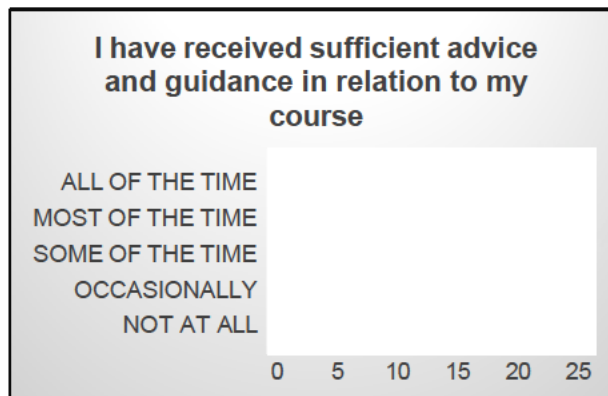 I have received sufficient advice
and guidance in relation to my
course
ALL OF THE TIME
MOST OF THE TIME
SOME OF THE TIME
OCCASIONALLY
NOT AT ALL
0 5 10 15 20 25